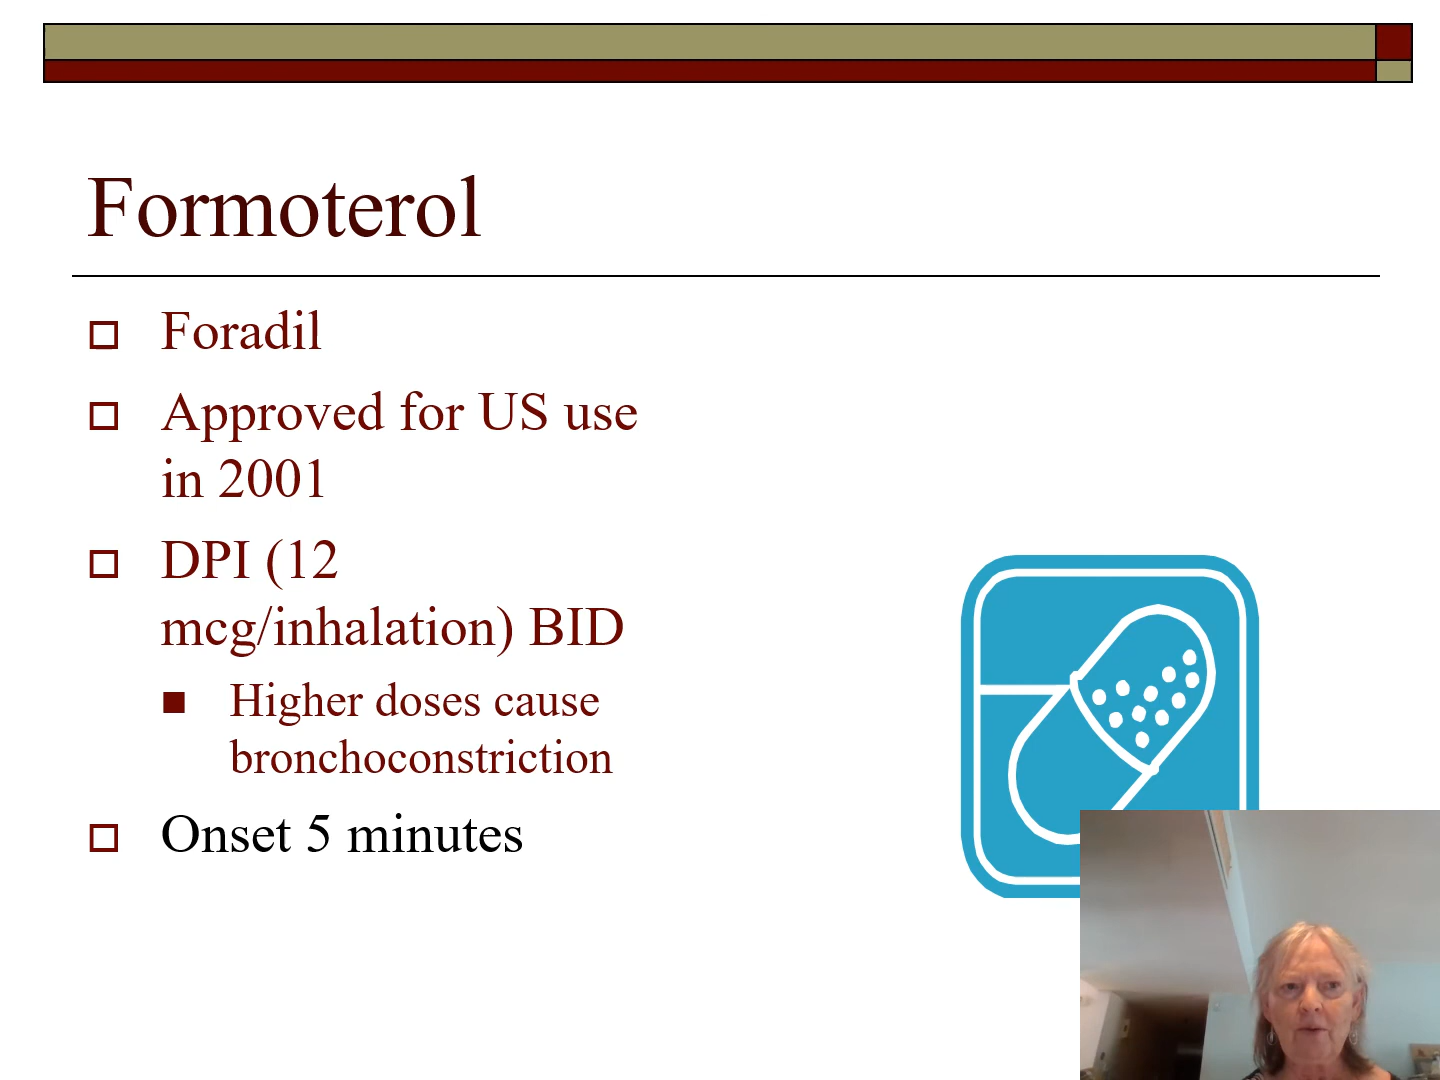 Formoterol
Foradil
Approved for US use
in 2001
DPI (12
mcg/inhalation) BID
Higher doses cause
bronchoconstriction
Onset 5 minutes